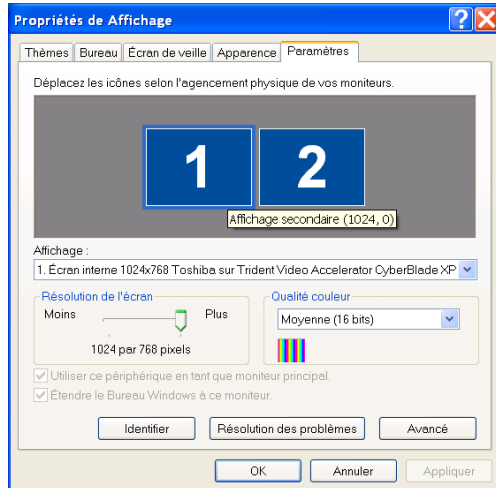 Propriétés de Affichage
Thèmes Bureau Écran de veille Apparence Paramètres
Déplacez les icônes selon l'agencement physique de vos moniteurs.
1 2
Affichage secondaire (1024, 0)
Affichage :
1. Écran interne 1024x768 Toshiba sur Trident Video Accelerator CyberBlade XP
Résolution de l'écran Qualité couleur
Moins Plus Moyenne (16 bits)
1024 par 768 pixels
Utiliser ce périphérique en tant que moniteur principal.
Étendre le Bureau Windows à ce moniteur.
Identifier Résolution des problèmes Avancé
OK Annuler Appliquer